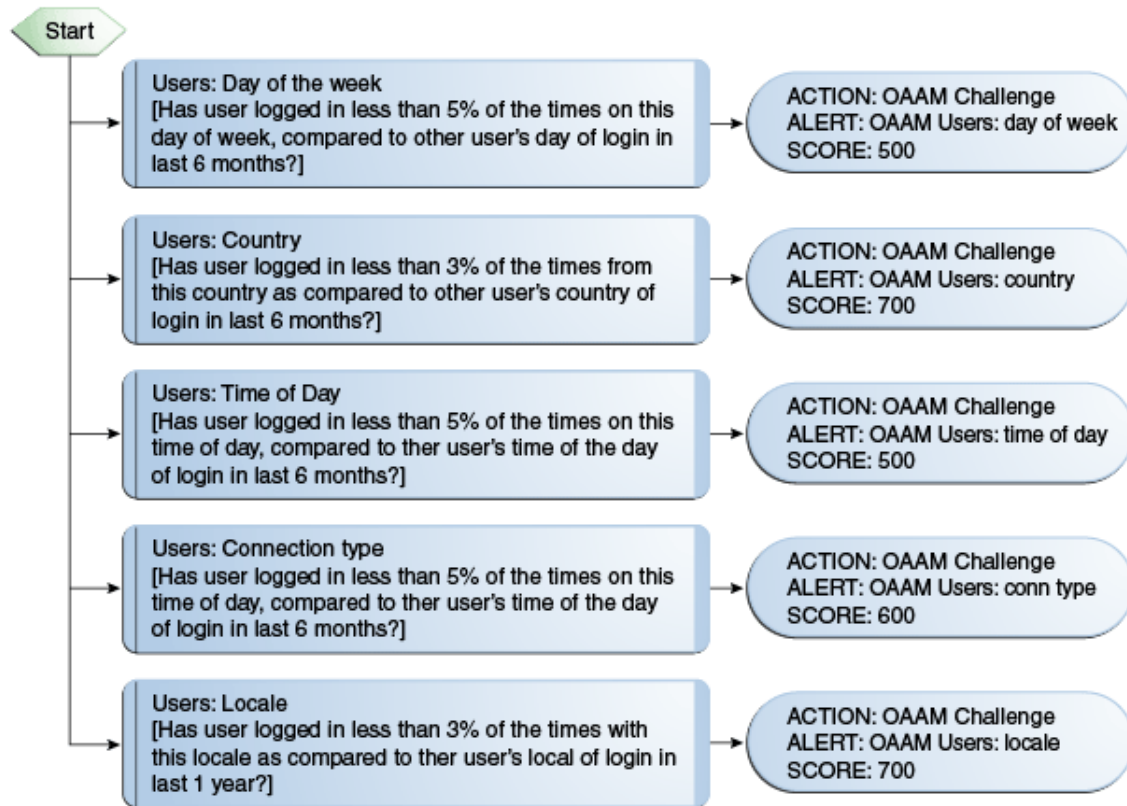 Start
Users: Day of the week
[Has user logged in less than 5% of the times on this
day of week, compared to other user's day of login in
last 6 months?]
ACTION: OAAM Challenge
ALERT: OAAM Users: day of week
SCORE: 500
Users: Country
[Has user logged in less than 3% of the times from
this country as compared to other user's country of
login in last 6 months?]
ACTION: OAAM Challenge
ALERT: OAAM Users: country
SCORE: 700
Users: Time of Day
[Has user logged in less than 5% of the times on this
time of day, compared to ther user's time of the day
of login in last 6 months?]
ACTION: OAAM Challenge
ALERT: OAAM Users: time of day
SCORE: 500
Users: Connection type
[Has user logged in less than 5% of the times on this
time of day, compared to ther user's time of the day
of login in last 6 months?]
ACTION: OAAM Challenge
ALERT: OAAM Users: conn type
SCORE: 600
Users: Locale
[Has user logged in less than 3% of the times with
this locale as compared to ther user's local of login in
last 1 year?]
ACTION: OAAM Challenge
ALERT: OAAM Users: locale
SCORE: 700